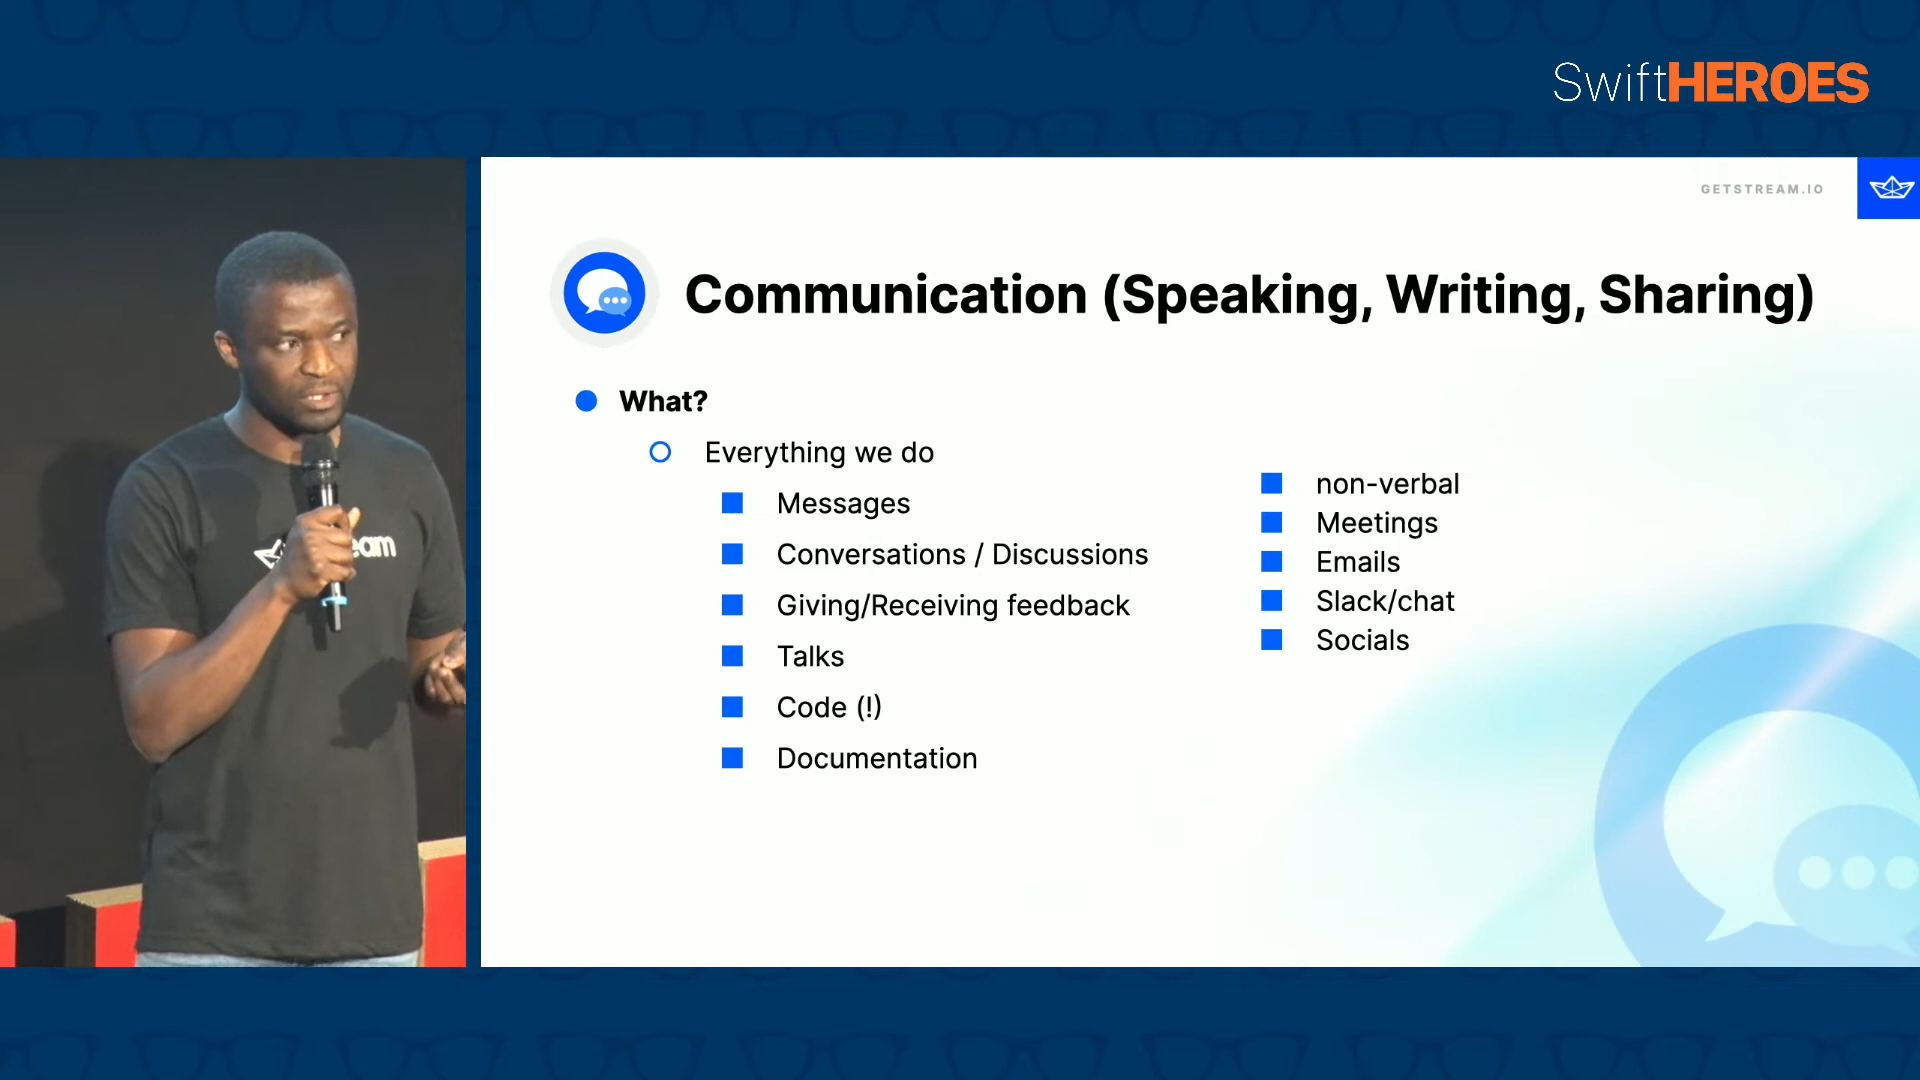 SwiftHEROES
GETSTREAM.IO
Communication (Speaking, Writing, Sharing)
What?
Everything we do
Messages
Conversations / Discussions
Giving/Receiving feedback
Talks
Code (!)
Documentation
non-verbal
Meetings
Emails
Slack/chat
Socials